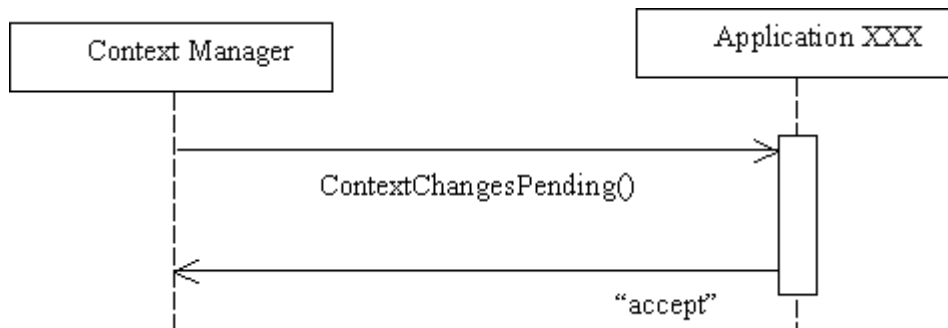 Context Manager
Application XXX
ContextChangesPending()
“accept”